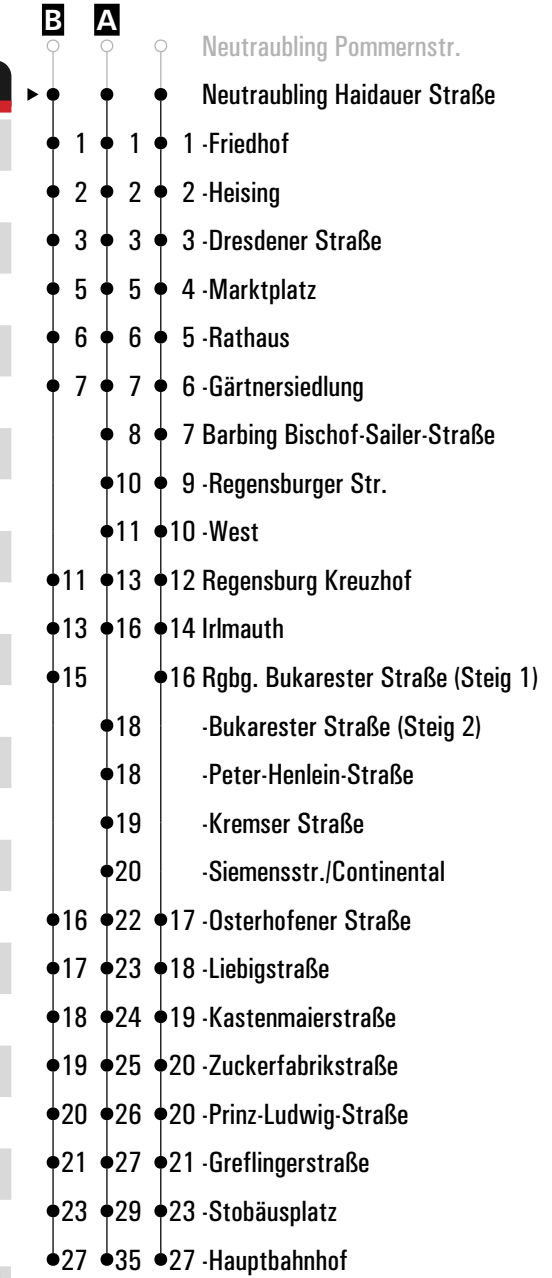 B A
Neutraubling Pommernstr.
Neutraubling Haidauer Straße
1 1 1 -Friedhof
2 2 2 -Heising
3 3 3 -Dresdener Straße
5 5 4 -Marktplatz
6 6 5 -Rathaus
7 7 6 -Gärtnersiedlung
8 7 Barbing Bischof-Sailer-Straße
10 9 -Regensburger Str.
11 10 -West
11 13 12 Regensburg Kreuzhof
13 16 14 Irlmauth
15 16 Rgbg. Bukarester Straße (Steig 1)
18 -Bukarester Straße (Steig 2)
18 -Peter-Henlein-Straße
19 -Kremser Straße
20 -Siemensstr./Continental
16 22 17 -Osterhofener Straße
17 23 18 -Liebigstraße
18 24 19 -Kastenmaierstraße
19 25 20 -Zuckerfabrikstraße
20 26 20 -Prinz-Ludwig-Straße
21 27 21 -Greflingerstraße
23 29 23 -Stobäusplatz
27 35 27 -Hauptbahnhof